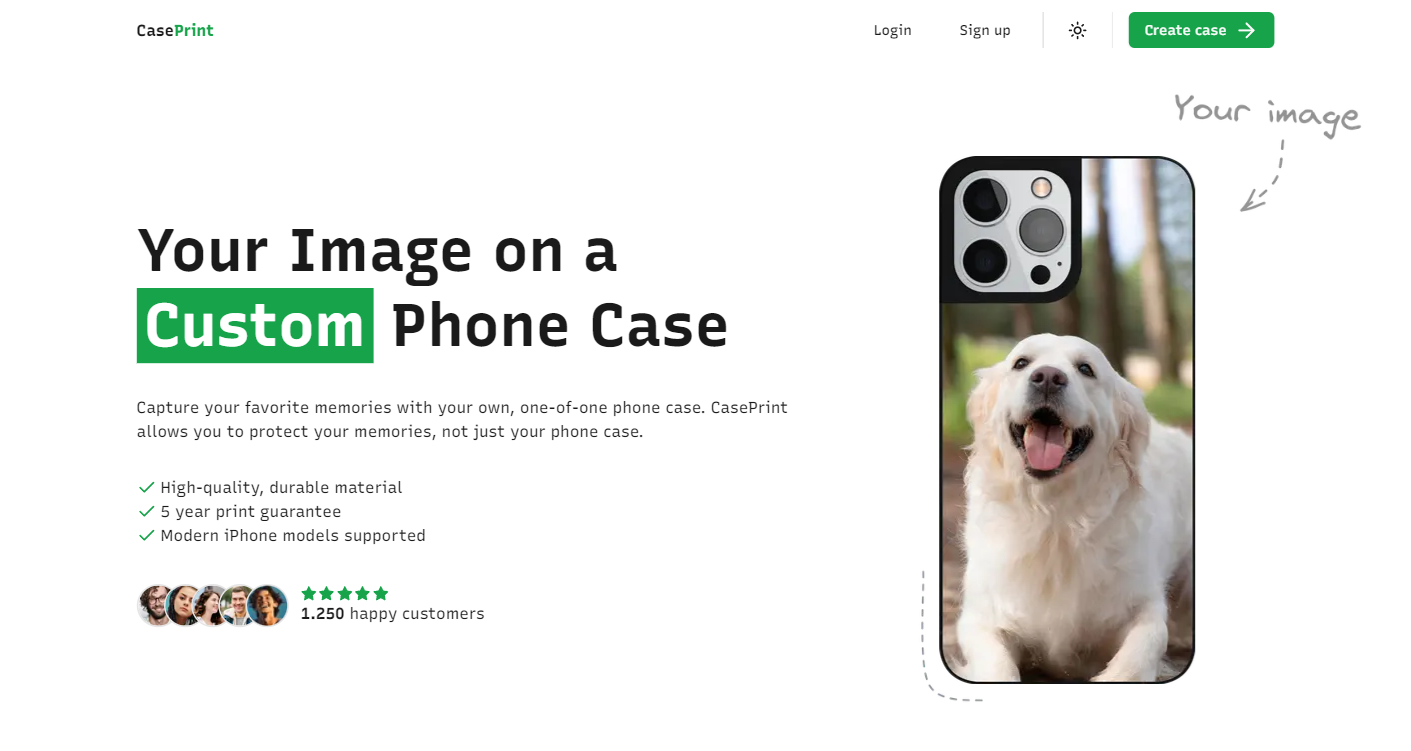 CasePrint
Login
Sign up
Create case
Your image
Your Image on a
Custom Phone Case
Capture your favorite memories with your own, one-of-one phone case. CasePrint
allows you to protect your memories, not just your phone case.
High-quality, durable material
5 year print guarantee
Modern iPhone models supported
1.250 happy customers